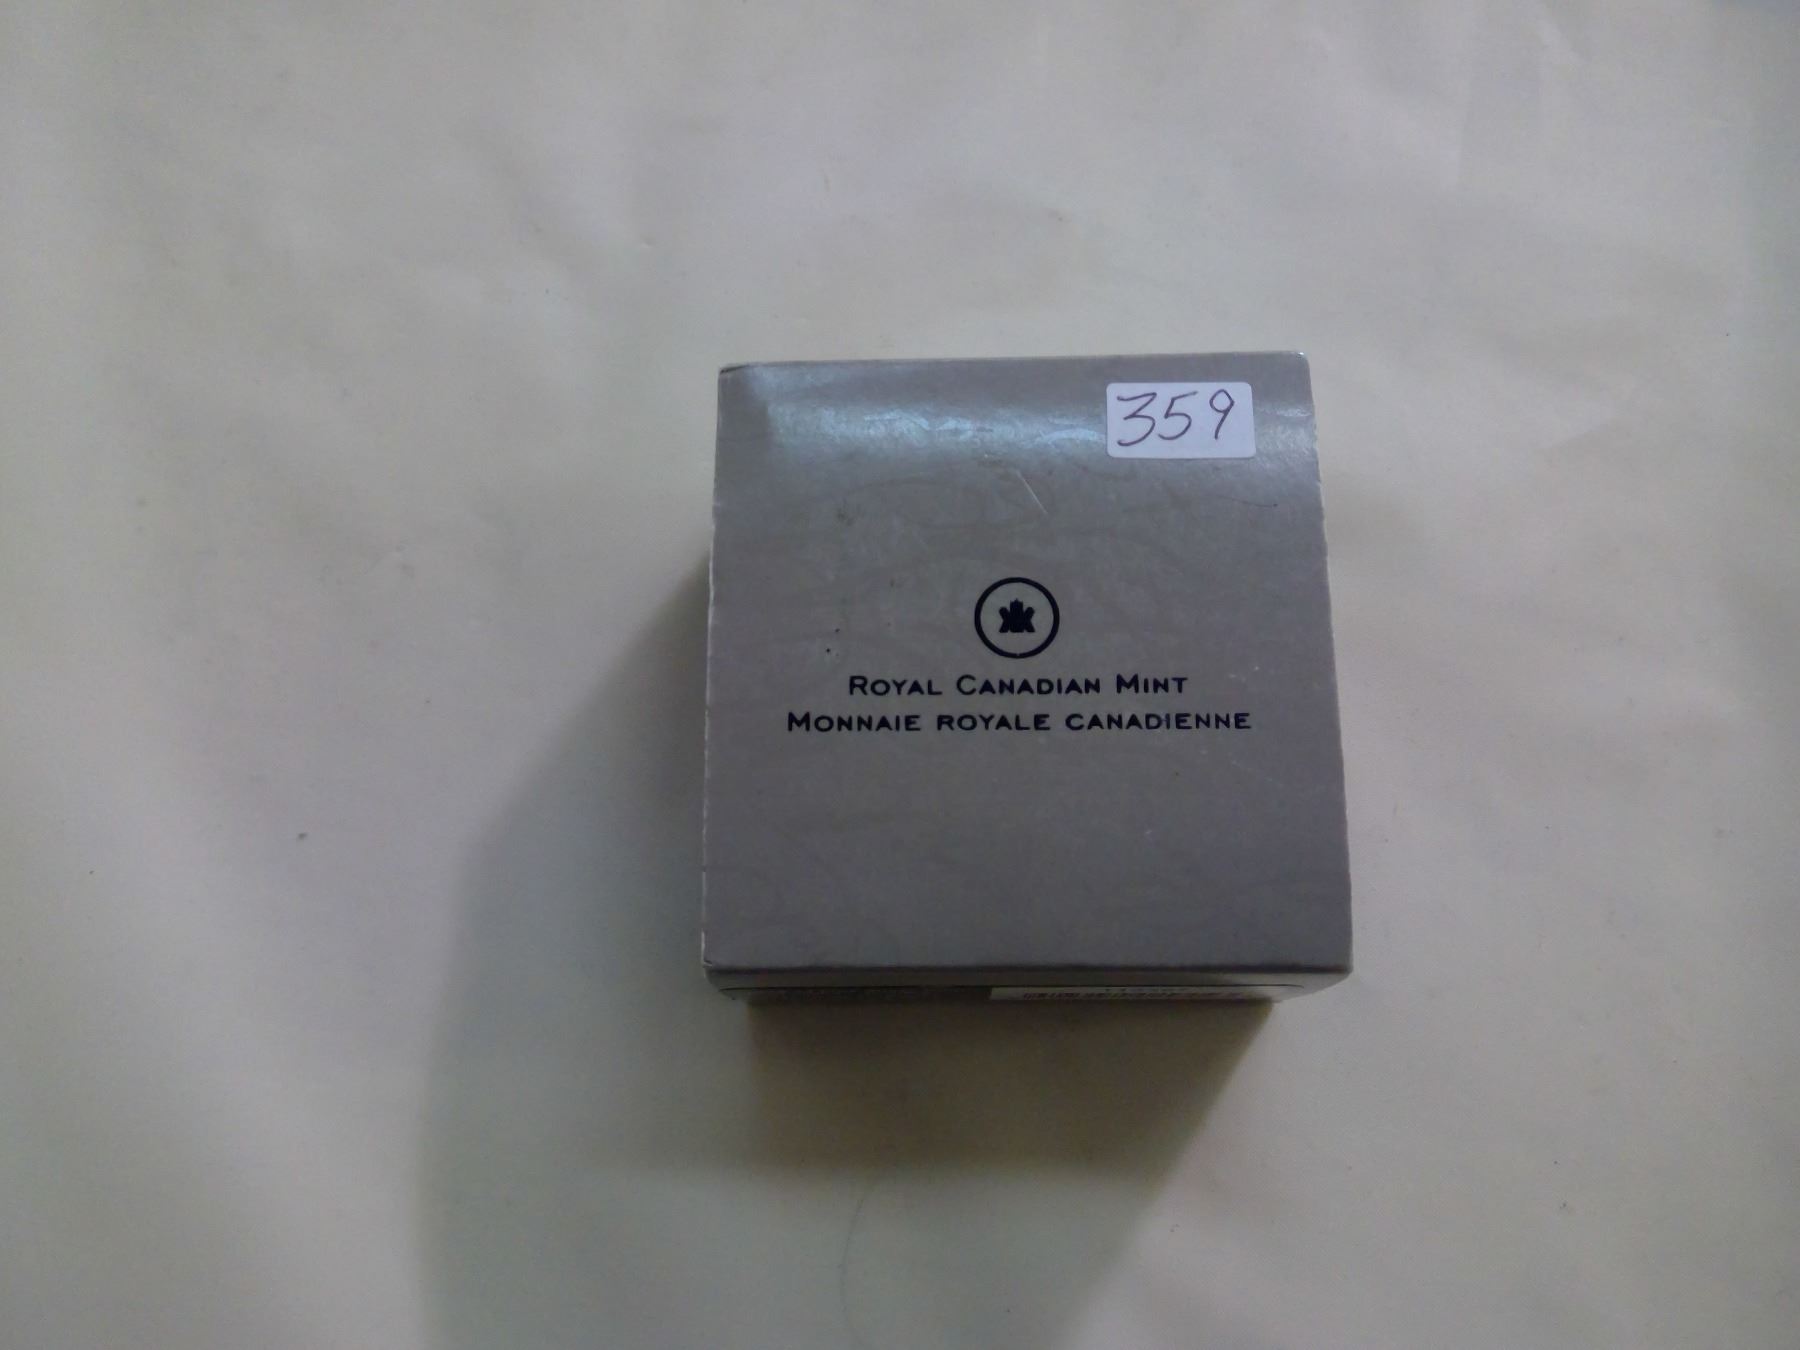 359
ROYAL CANADIAN MINT
MONNAIE ROYALE CANADIENNE